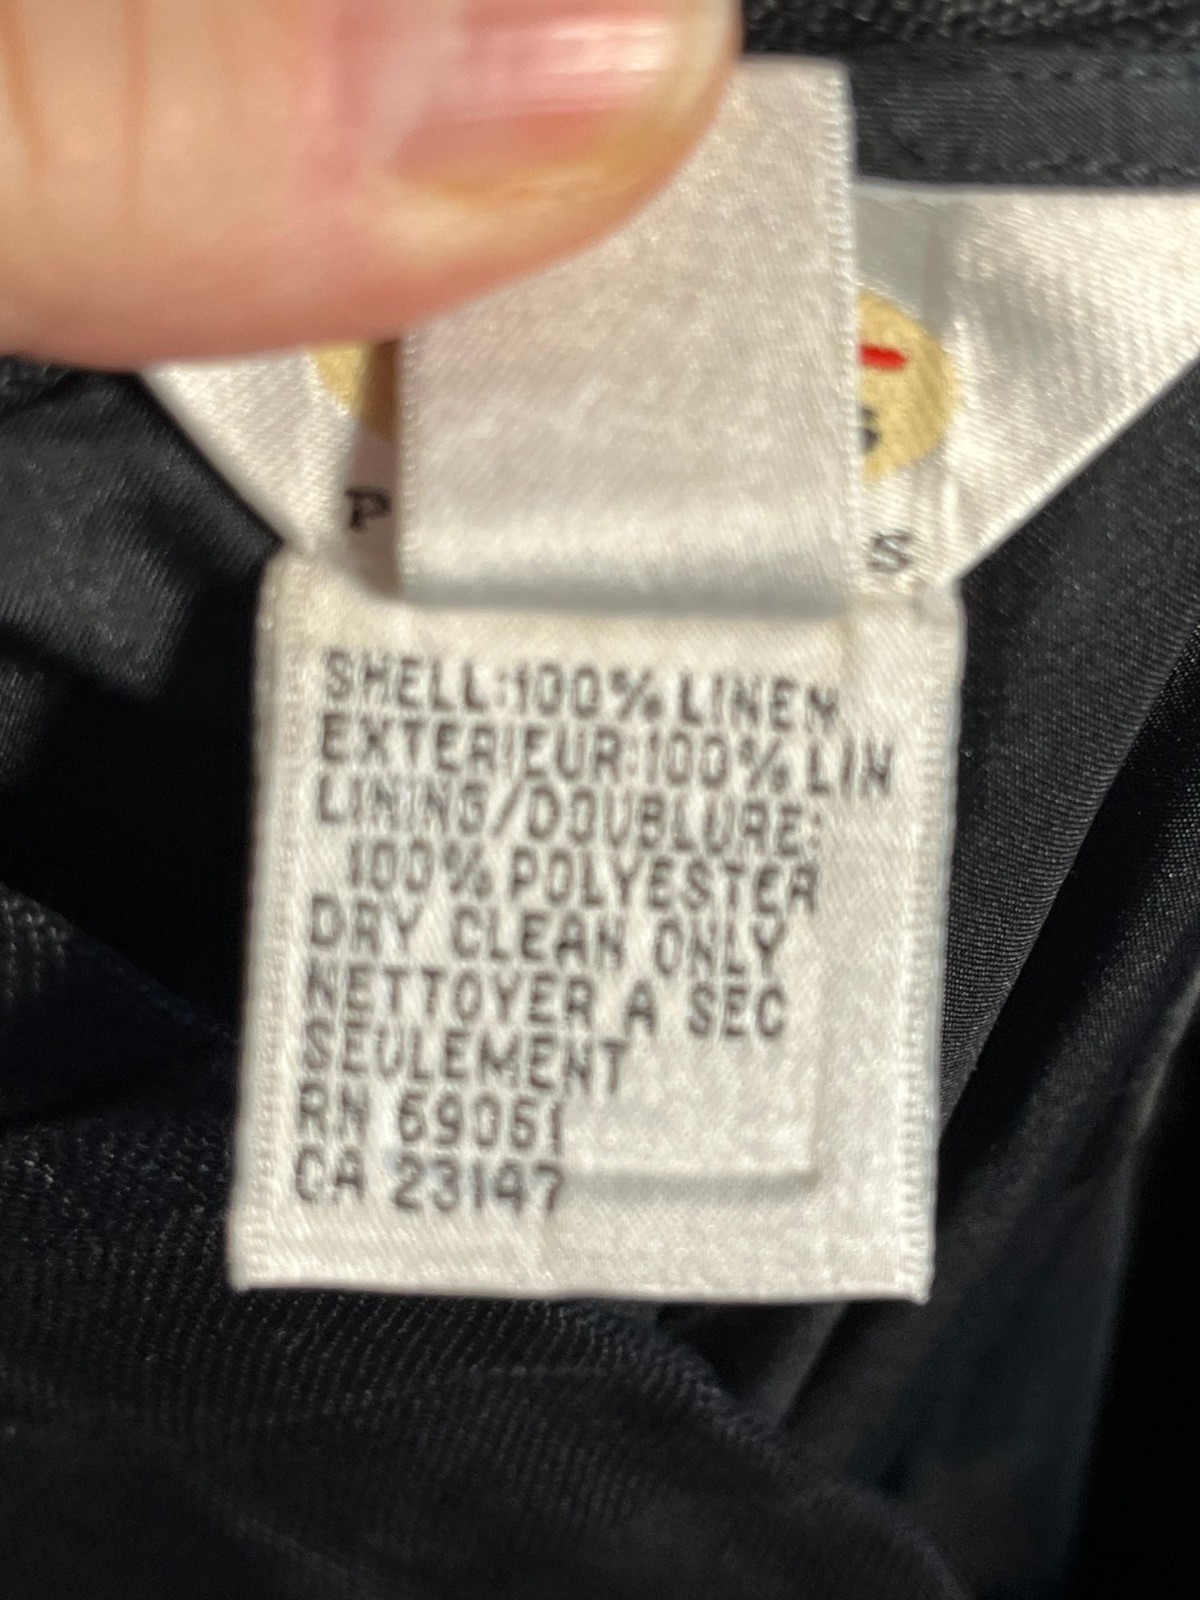 P
S
SHELL:100% LINEN
EXTERIEUR:100% LIN
LINING/DOUBLURE:
100% POLYESTER
DRY CLEAN ONLY
NETTOYER A SEC
SEULEMENT
RN 69061
CA 23147